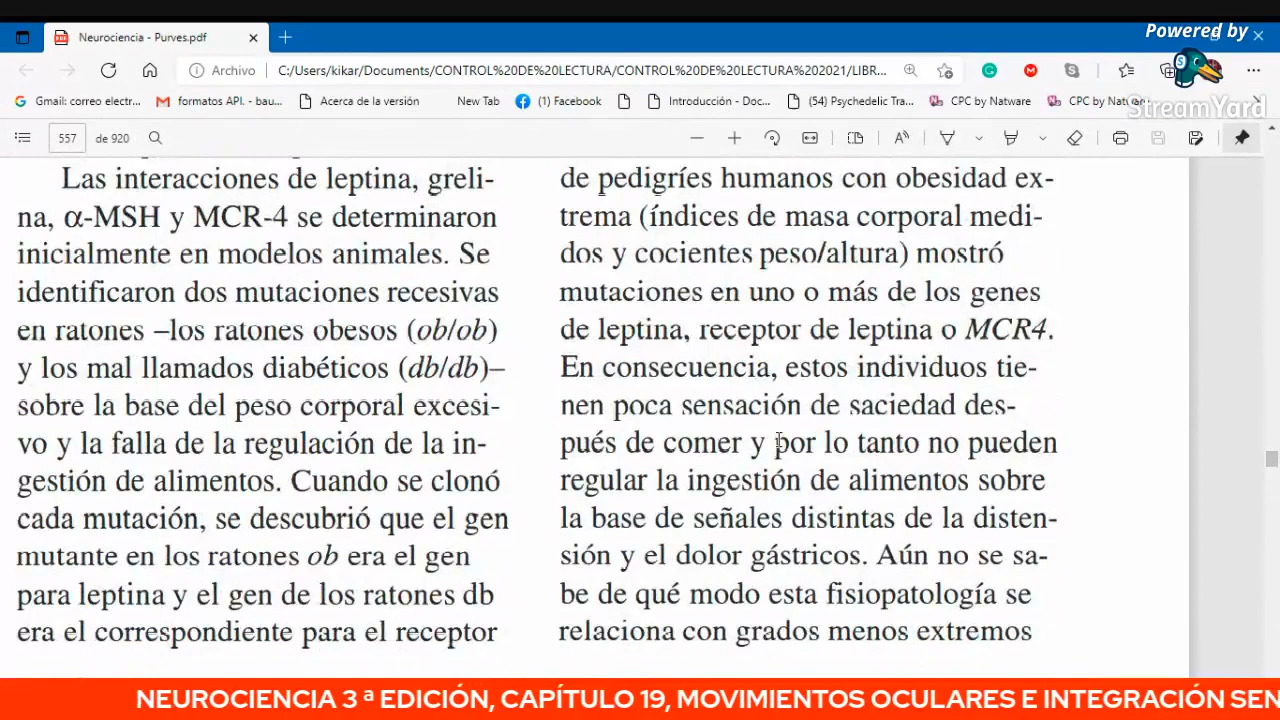 Neurociencia - Purves.pdf
Powered by
Archivo
C:/Users/kikar/Documents/CONTROL%20DE%20LECTURA/CONTROL%20DE%20LECTURA%202021/LIBR...
Gmail: correo electr...
formatos APL. - bau...
Acerca de la versión
New Tab
(1) Facebook
Introducción - Doc...
(54) Psychedelic Tra...
CPC by Natware
CPC by Natware
StreamYard
557
de 920
Las interacciones de leptina, greli-
na, α-MSH y MCR-4 se determinaron
inicialmente en modelos animales. Se
identificaron dos mutaciones recesivas
en ratones –los ratones obesos (ob/ob)
y los mal llamados diabéticos (db/db)–
sobre la base del peso corporal excesi-
vo y la falla de la regulación de la in-
gestión de alimentos. Cuando se clonó
cada mutación, se descubrió que el gen
mutante en los ratones ob era el gen
para leptina y el gen de los ratones db
era el correspondiente para el receptor
de pedigríes humanos con obesidad ex-
trema (índices de masa corporal medi-
dos y cocientes peso/altura) mostró
mutaciones en uno o más de los genes
de leptina, receptor de leptina o MCR4.
En consecuencia, estos individuos tie-
nen poca sensación de saciedad des-
pués de comer y por lo tanto no pueden
regular la ingestión de alimentos sobre
la base de señales distintas de la disten-
sión y el dolor gástricos. Aún no se sa-
be de qué modo esta fisiopatología se
relaciona con grados menos extremos
NEUROCIENCIA 3 ª EDICIÓN, CAPÍTULO 19, MOVIMIENTOS OCULARES E INTEGRACIÓN SEN